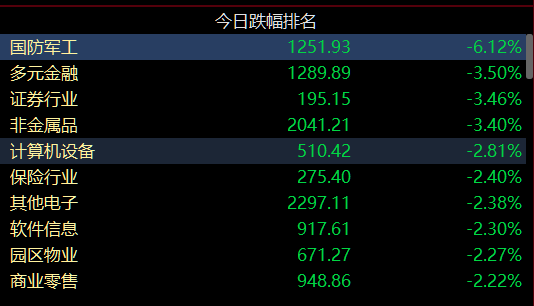 今日跌幅排名
国防军工 1251.93 -6.12%
多元金融 1289.89 -3.50%
证券行业 195.15 -3.46%
非金属品 2041.21 -3.40%
计算机设备 510.42 -2.81%
保险行业 275.40 -2.40%
其他电子 2297.11 -2.38%
软件信息 917.61 -2.30%
园区物业 671.27 -2.27%
商业零售 948.86 -2.22%